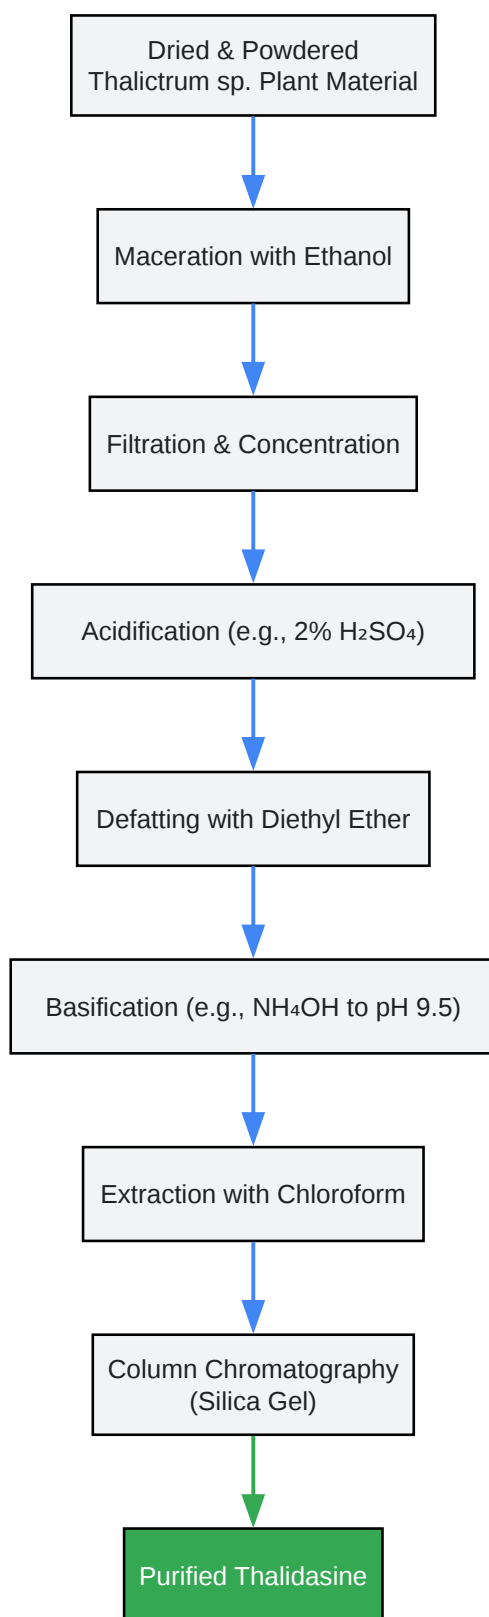 Dried & Powdered
Thalictrum sp. Plant Material
Maceration with Ethanol
Filtration & Concentration
Acidification (e.g., 2% H₂SO₄)
Defatting with Diethyl Ether
Basification (e.g., NH₄OH to pH 9.5)
Extraction with Chloroform
Column Chromatography
(Silica Gel)
Purified Thalidasine